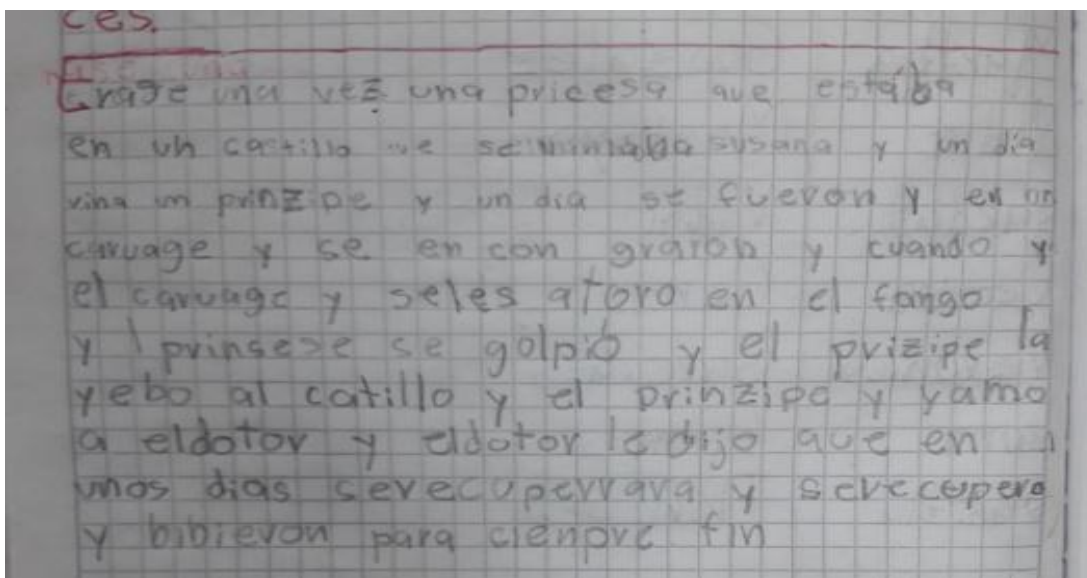 ces.
Erase una vez una pricesa que estaba
en un castillo que se susana y un dia
vina un prinzipe y un dia se fueron y en un
caruage y se en con graron y cuando y
el caruage y seles atoro en el fango
y prinsese se golpio y el prizipe la
yebo al catillo y el prinzipe y yamo
a eldotor y eldotor le dijo que en
unos dias serecuperrara y serecupero
y bibieron para cienpre fin